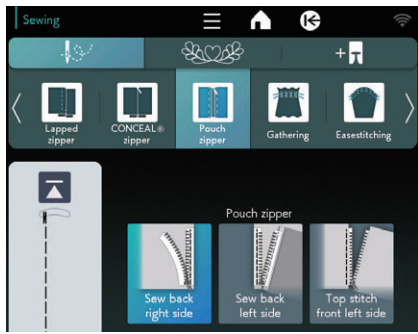 Sewing
Lapped
zipper
CONCEAL®
zipper
Pouch
zipper
Gathering
Easestitching
Pouch zipper
Sew back
right side
Sew back
left side
Top stitch
front left side